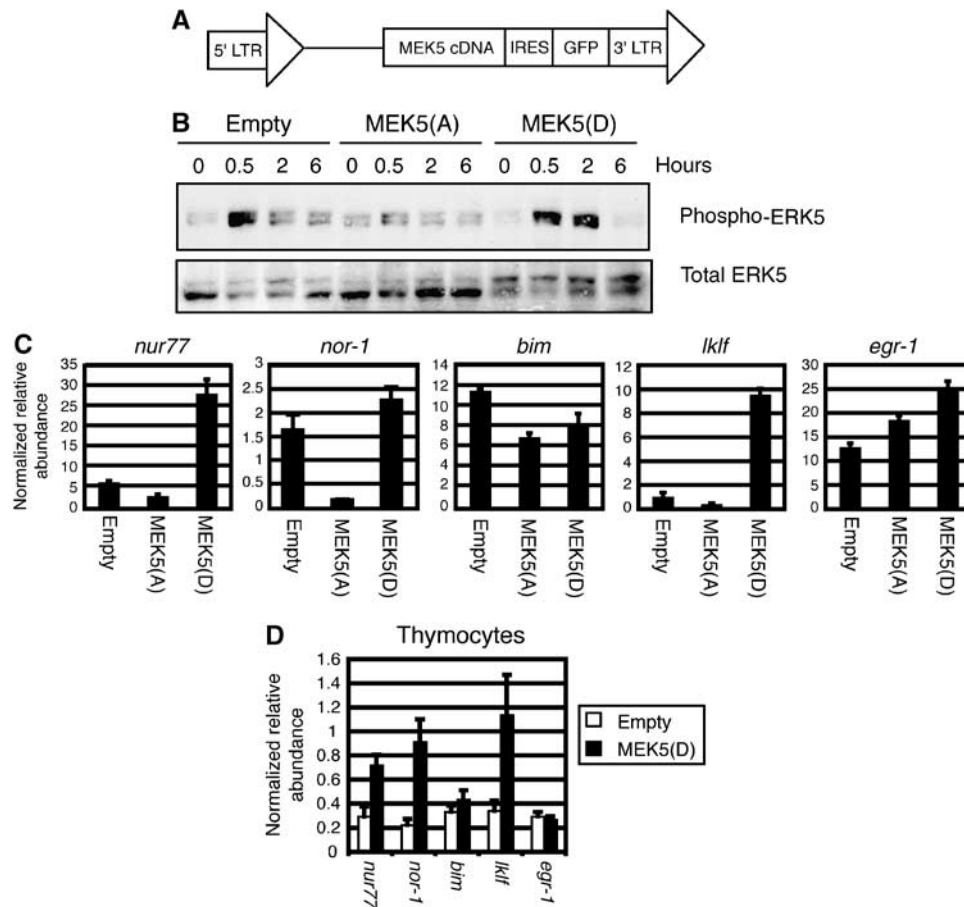 A
5' LTR
MEK5 cDNA IRES GFP 3' LTR
B
Empty MEK5(A) MEK5(D)
0 0.5 2 6 0 0.5 2 6 0 0.5 2 6 Hours
Phospho-ERK5
Total ERK5
C
nur77
Normalized relative
abundance
35
30
25
20
15
10
5
0
Empty
MEK5(A)
MEK5(D)
nor-1
3
2.5
2
1.5
1
0.5
0
Empty
MEK5(A)
MEK5(D)
bim
14
12
10
8
6
4
2
0
Empty
MEK5(A)
MEK5(D)
lklf
12
10
8
6
4
2
0
Empty
MEK5(A)
MEK5(D)
egr-1
30
25
20
15
10
5
0
Empty
MEK5(A)
MEK5(D)
D
Thymocytes
Normalized relative
abundance
1.6
1.4
1.2
1
0.8
0.6
0.4
0.2
0
nur77
nor-1
bim
lklf
egr-1
Empty
MEK5(D)